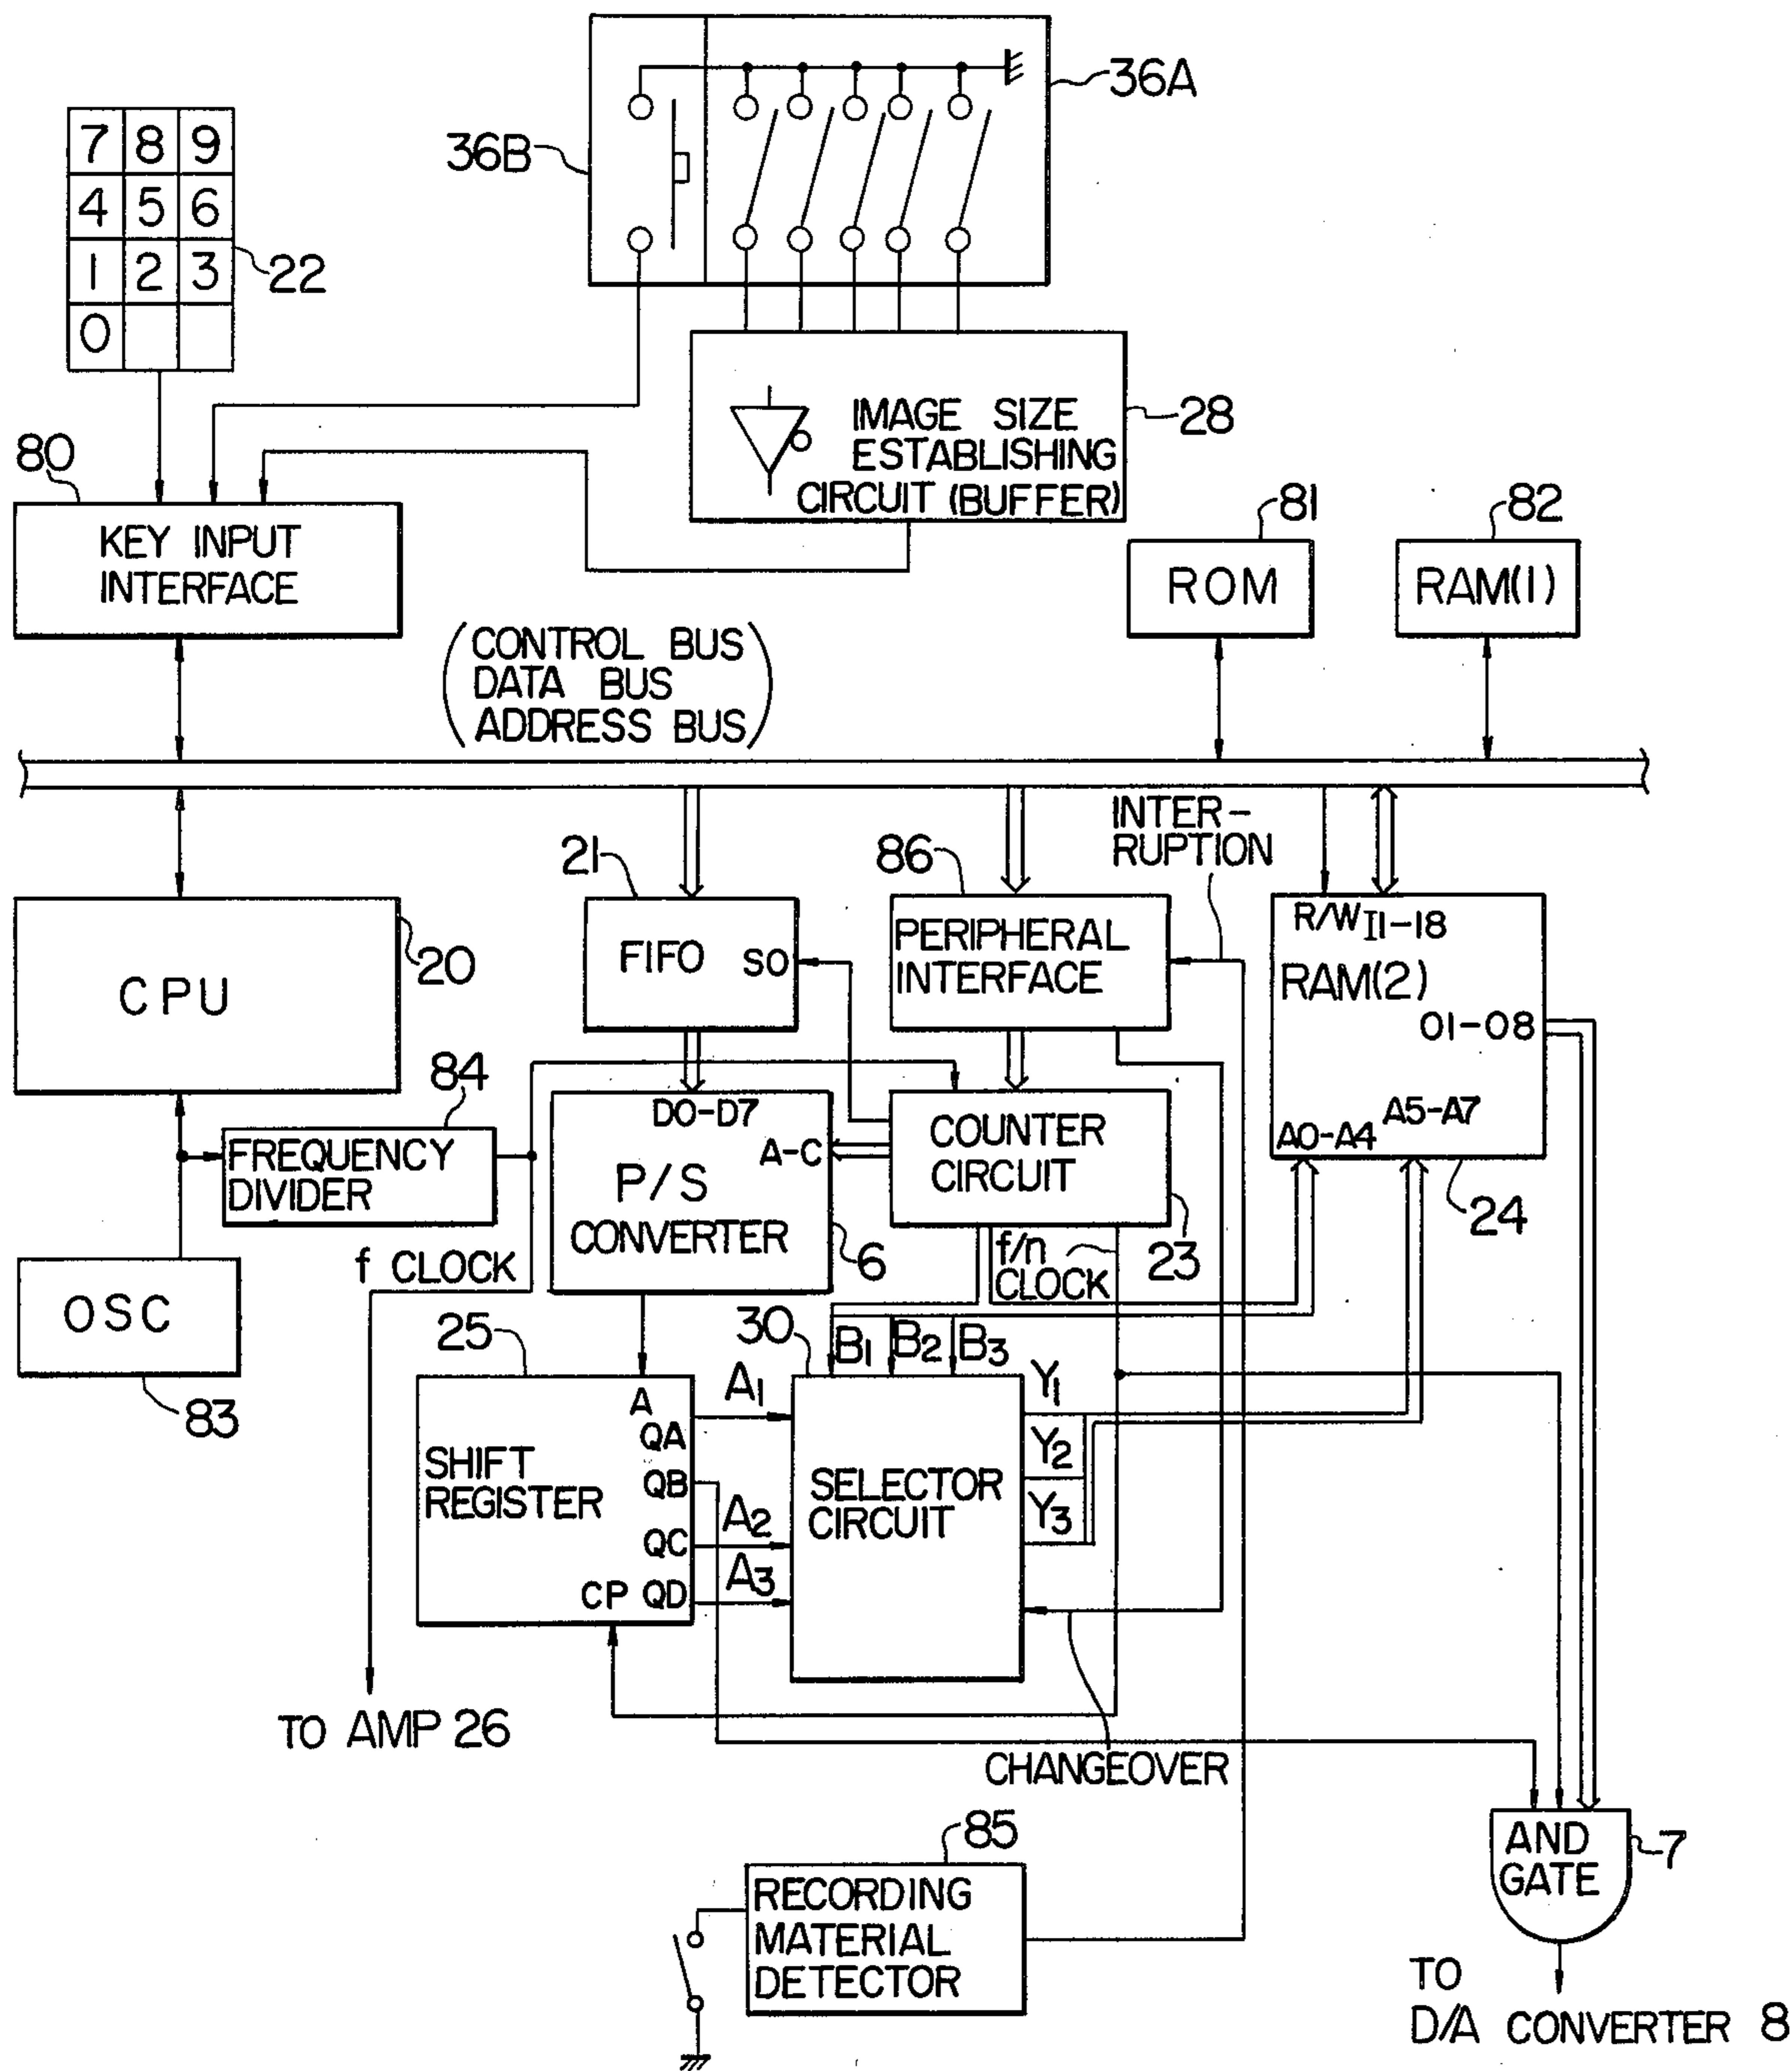 36A
36B
7 8 9
4 5 6
1 2 3
0
22
IMAGE SIZE
ESTABLISHING
CIRCUIT (BUFFER)
28
80
KEY INPUT
INTERFACE
81
ROM
82
RAM(1)
(CONTROL BUS
DATA BUS
ADDRESS BUS)
INTER-
RUPTION
21
FIFO SO
86
PERIPHERAL
INTERFACE
R/W I1-18
RAM(2)
O1-O8
A5-A7
A0-A4
24
CPU
20
84
FREQUENCY
DIVIDER
D0-D7
A-C
P/S
CONVERTER
6
COUNTER
CIRCUIT
23
f CLOCK
f/n
CLOCK
OSC
83
25
30
B1 B2 B3
A
QA
QB
QC
CP QD
SHIFT
REGISTER
A1
A2
A3
SELECTOR
CIRCUIT
Y1
Y2
Y3
TO AMP 26
CHANGEOVER
85
RECORDING
MATERIAL
DETECTOR
AND
GATE
7
TO
D/A CONVERTER 8